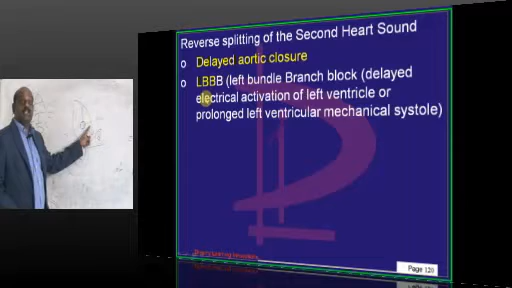 Reverse splitting of the Second Heart Sound
o Delayed aortic closure
o LBBB (left bundle Branch block (delayed
electrical activation of left ventricle or
prolonged left ventricular mechanical systole)
Page 120